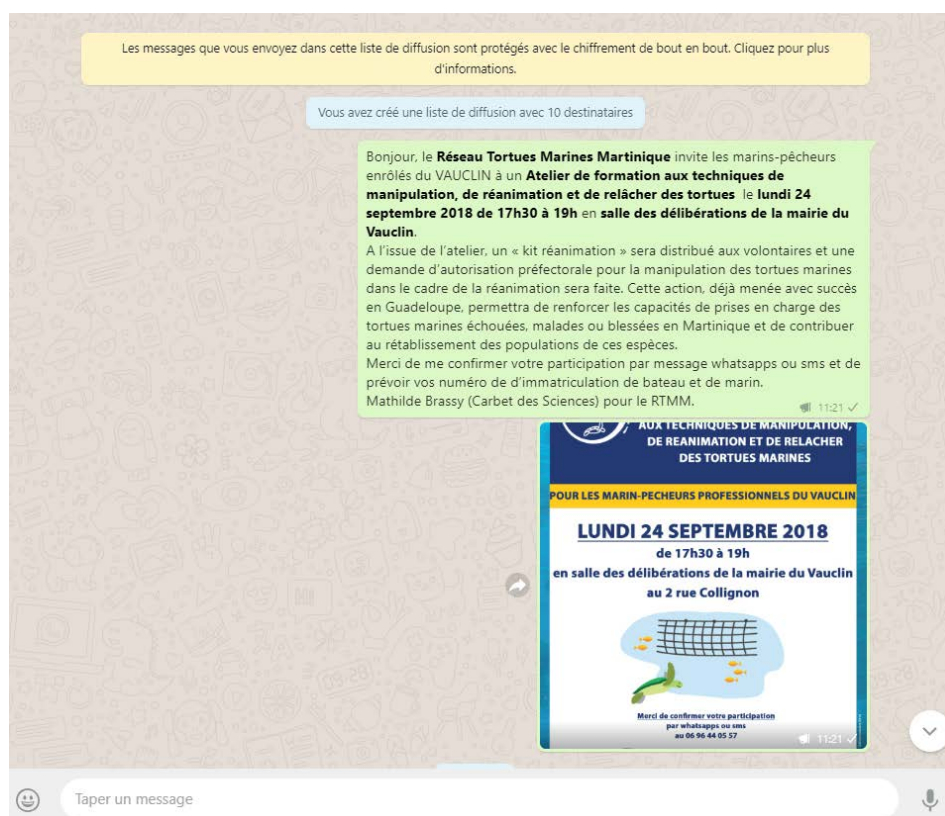 Les messages que vous envoyez dans cette liste de diffusion sont protégés avec le chiffrement de bout en bout. Cliquez pour plus
d'informations.
Vous avez créé une liste de diffusion avec 10 destinataires
Bonjour, le Réseau Tortues Marines Martinique invite les marins-pêcheurs
enrôlés du VAUCLIN à un Atelier de formation aux techniques de
manipulation, de réanimation et de relâcher des tortues le lundi 24
septembre 2018 de 17h30 à 19h en salle des délibérations de la mairie du
Vauclin.
A l'issue de l'atelier, un « kit réanimation » sera distribué aux volontaires et une
demande d'autorisation préfectorale pour la manipulation des tortues marines
dans le cadre de la réanimation sera faite. Cette action, déjà menée avec succès
en Guadeloupe, permettra de renforcer les capacités de prises en charge des
tortues marines échouées, malades ou blessées en Martinique et de contribuer
au rétablissement des populations de ces espèces.
Merci de me confirmer votre participation par message whatsapps ou sms et de
prévoir vos numéro de d'immatriculation de bateau et de marin.
Mathilde Brassy (Carbet des Sciences) pour le RTMM.
11:21
AUX TECHNIQUES DE MANIPULATION,
DE REANIMATION ET DE RELACHER
DES TORTUES MARINES
POUR LES MARIN-PECHEURS PROFESSIONNELS DU VAUCLIN
LUNDI 24 SEPTEMBRE 2018
de 17h30 à 19h
en salle des délibérations de la mairie du Vauclin
au 2 rue Collignon
Merci de confirmer votre participation
par whatsapps ou sms
au 06 96 44 05 57
11:21
Taper un message